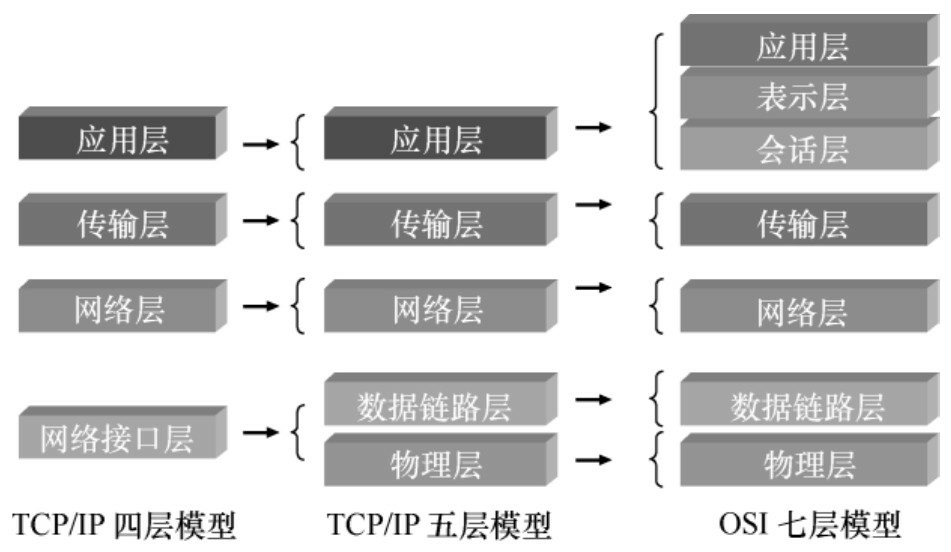 应用层
传输层
网络层
网络接口层
TCP/IP 四层模型
应用层
传输层
网络层
数据链路层
物理层
TCP/IP 五层模型
应用层
表示层
会话层
传输层
网络层
数据链路层
物理层
OSI 七层模型